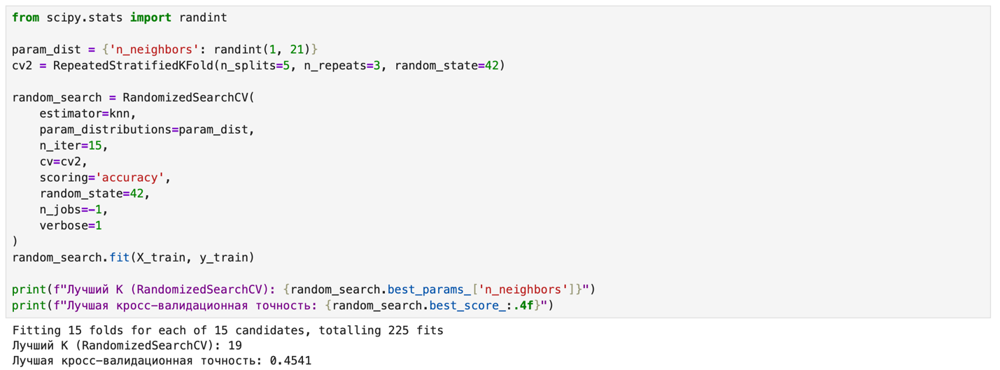 from scipy.stats import randint
param_dist = {'n_neighbors': randint(1, 21)}
cv2 = RepeatedStratifiedKFold(n_splits=5, n_repeats=3, random_state=42)
random_search = RandomizedSearchCV(
    estimator=knn,
    param_distributions=param_dist,
    n_iter=15,
    cv=cv2,
    scoring='accuracy',
    random_state=42,
    n_jobs=-1,
    verbose=1
)
random_search.fit(X_train, y_train)
print(f"Лучший K (RandomizedSearchCV): {random_search.best_params_['n_neighbors']}")
print(f"Лучшая кросс-валидационная точность: {random_search.best_score_:.4f}")
Fitting 15 folds for each of 15 candidates, totalling 225 fits
Лучший K (RandomizedSearchCV): 19
Лучшая кросс-валидационная точность: 0.4541